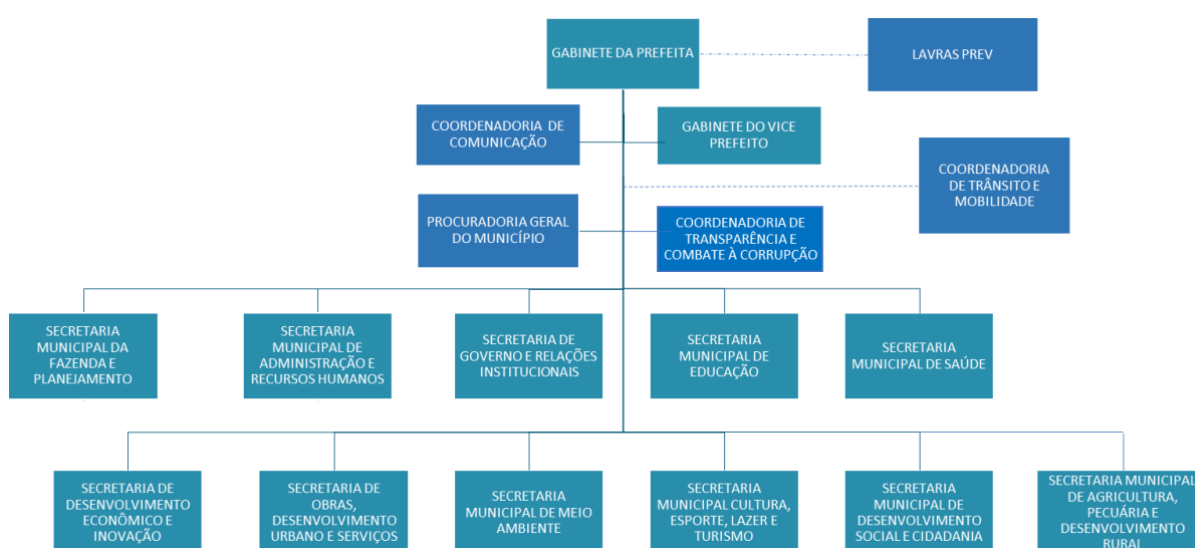 GABINETE DA PREFEITA
LAVRAS PREV
COORDENADORIA DE
COMUNICAÇÃO
GABINETE DO VICE
PREFEITO
COORDENADORIA
DE TRÂNSITO E
MOBILIDADE
PROCURADORIA GERAL
DO MUNICÍPIO
COORDENADORIA DE
TRANSPARÊNCIA E
COMBATE À CORRUPÇÃO
SECRETARIA
MUNICIPAL DA
FAZENDA E
PLANEJAMENTO
SECRETARIA
MUNICIPAL DE
ADMINISTRAÇÃO E
RECURSOS HUMANOS
SECRETARIA DE
GOVERNO E RELAÇÕES
INSTITUCIONAIS
SECRETARIA
MUNICIPAL DE
EDUCAÇÃO
SECRETARIA
MUNICIPAL DE SAÚDE
SECRETARIA DE
DESENVOLVIMENTO
ECONÔMICO E
INOVAÇÃO
SECRETARIA DE
OBRAS,
DESENVOLVIMENTO
URBANO E SERVIÇOS
SECRETARIA
MUNICIPAL DE MEIO
AMBIENTE
SECRETARIA
MUNICIPAL CULTURA,
ESPORTE, LAZER E
TURISMO
SECRETARIA
MUNICIPAL DE
DESENVOLVIMENTO
SOCIAL E CIDADANIA
SECRETARIA MUNICIPAL
DE AGRICULTURA,
PECUÁRIA E
DESENVOLVIMENTO
RURAL